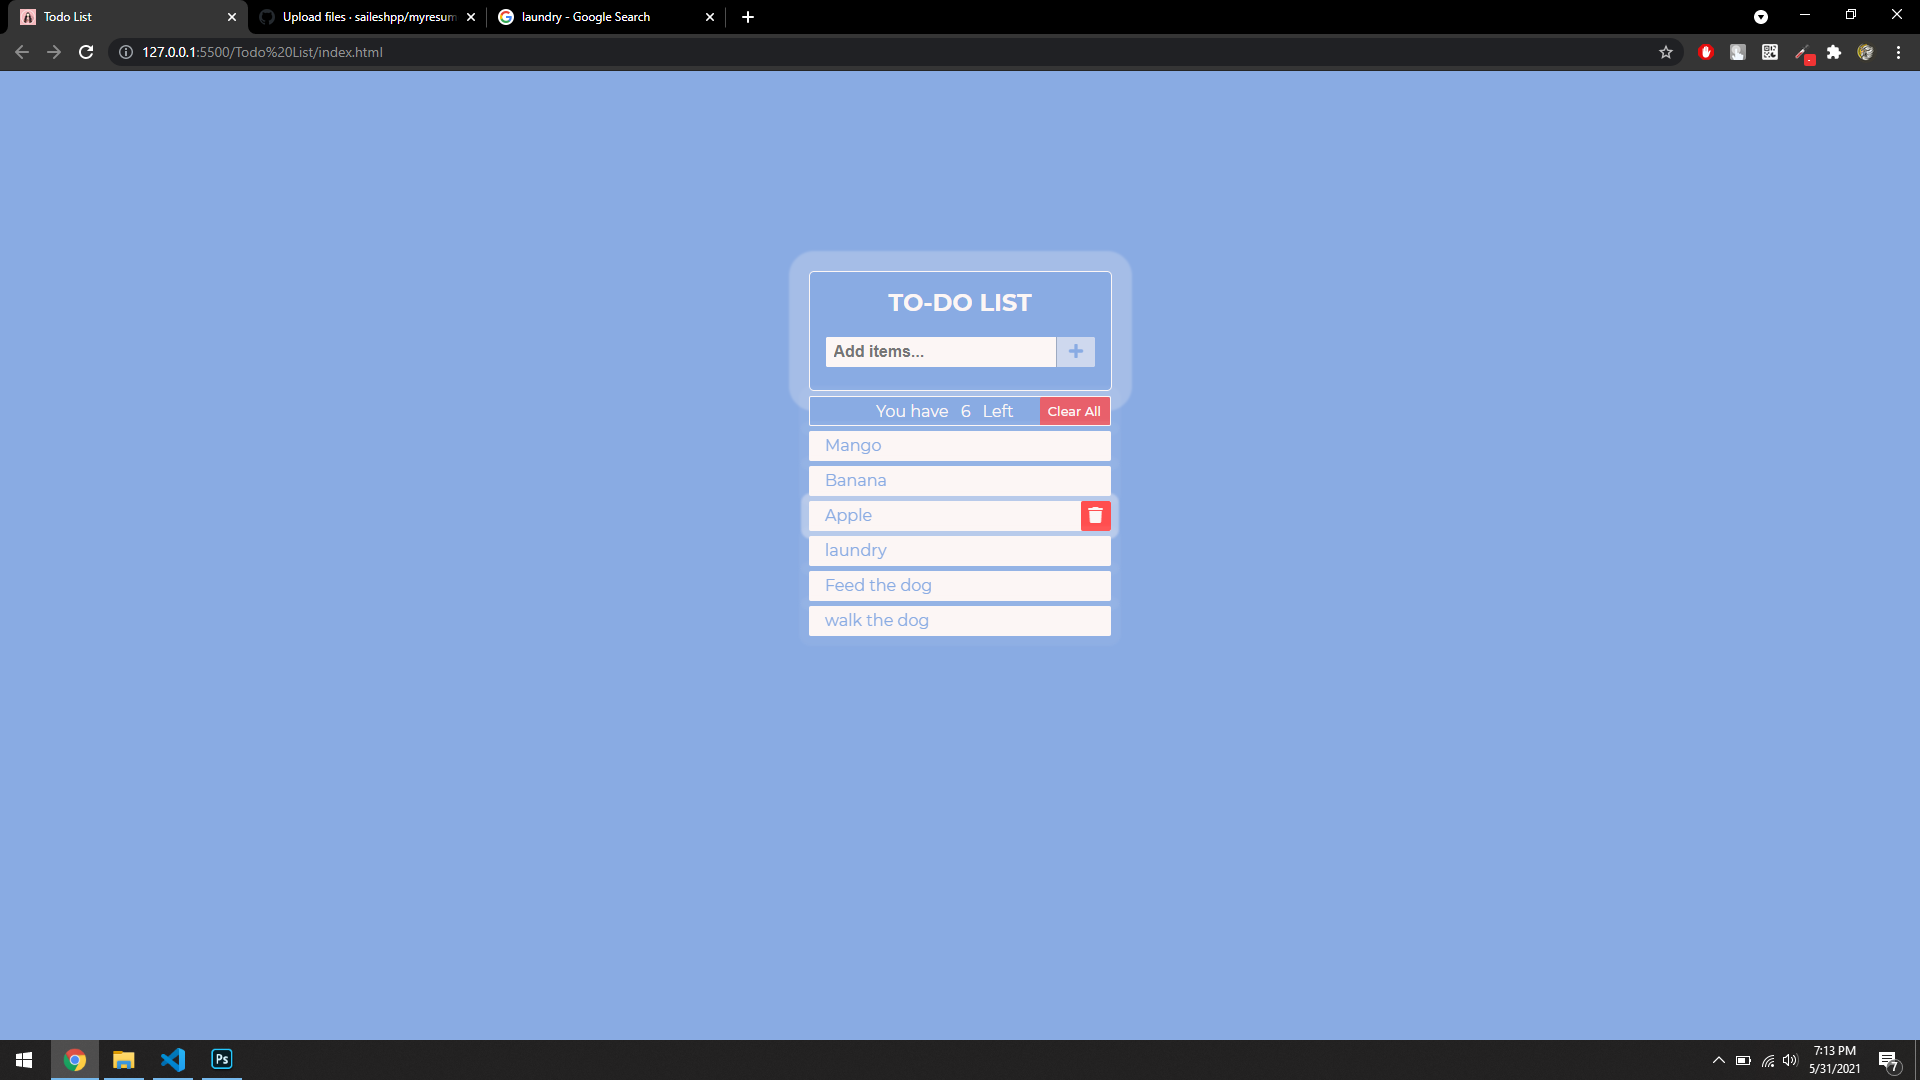 Todo List
Upload files · saileshpp/myresum
laundry - Google Search
127.0.0.1:5500/Todo%20List/index.html
TO-DO LIST
Add items...
You have 6 Left
Clear All
Mango
Banana
Apple
laundry
Feed the dog
walk the dog
Ps
7:13 PM
5/31/2021
7